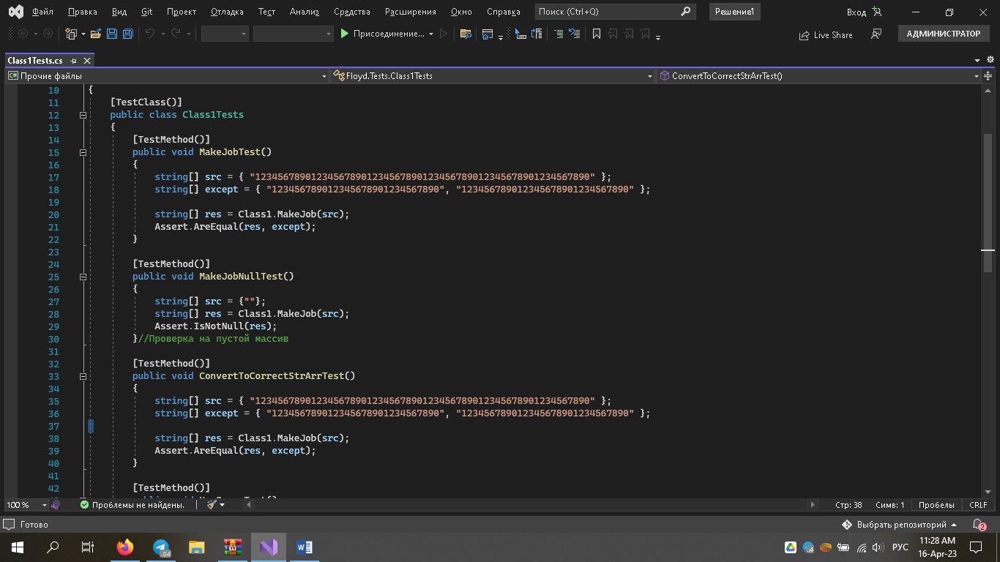 Файл Правка Вид Git Проект Отладка Тест Анализ Средства Расширения Окно Справка Поиск (Ctrl+Q) Решение1 Вход
Присоединение... Live Share АДМИНИСТРАТОР
Class1Tests.cs
C# Прочие файлы Floyd.Tests.Class1Tests ConvertToCorrectStrArrTest()
10 {
11 [TestClass()]
12 public class Class1Tests
13 {
14 [TestMethod()]
15 public void MakeJobTest()
16 {
17 string[] src = { "123456789012345678901234567890123456789012345678901234567890" };
18 string[] except = { "123456789012345678901234567890", "123456789012345678901234567890" };
19
20 string[] res = Class1.MakeJob(src);
21 Assert.AreEqual(res, except);
22 }
23
24 [TestMethod()]
25 public void MakeJobNullTest()
26 {
27 string[] src = {""};
28 string[] res = Class1.MakeJob(src);
29 Assert.IsNotNull(res);
30 }//Проверка на пустой массив
31
32 [TestMethod()]
33 public void ConvertToCorrectStrArrTest()
34 {
35 string[] src = { "123456789012345678901234567890123456789012345678901234567890" };
36 string[] except = { "123456789012345678901234567890", "123456789012345678901234567890" };
37
38 string[] res = Class1.MakeJob(src);
39 Assert.AreEqual(res, except);
40 }
41
42 [TestMethod()]
100 % Проблемы не найдены. Стр: 38 Симв: 1 Пробелы CRLF
Готово Выбрать репозиторий 2
РУС 11:28 AM
16-Apr-23